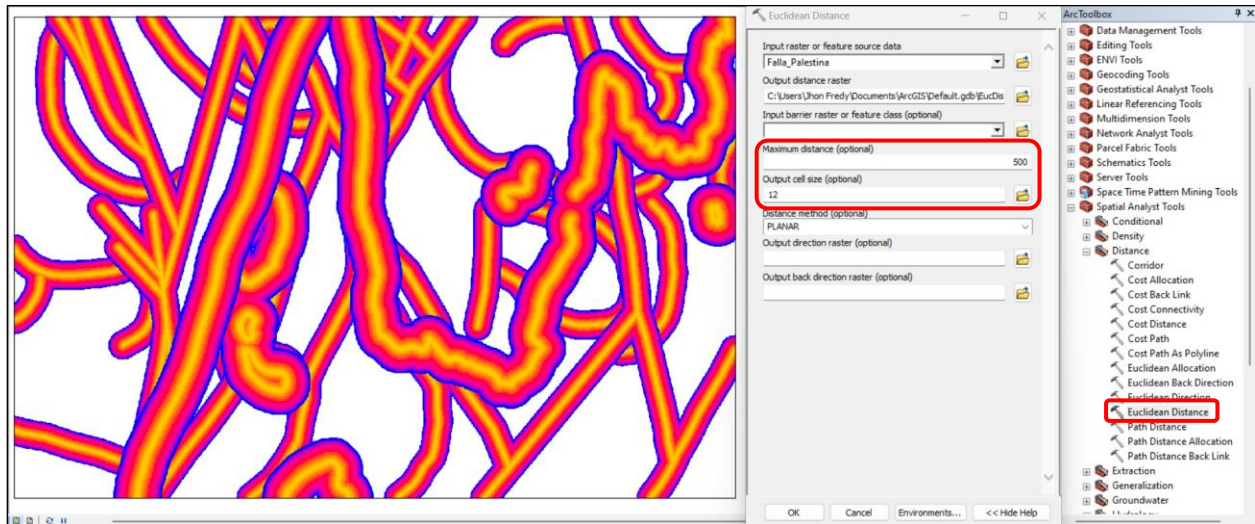 Euclidean Distance
Input raster or feature source data
Falla_Palestina
Output distance raster
C:\Users\Jhon Fredy\Documents\ArcGIS\Default.gdb\EucDis
Input barrier raster or feature class (optional)
Maximum distance (optional)
500
Output cell size (optional)
12
Distance method (optional)
PLANAR
Output direction raster (optional)
Output back direction raster (optional)
OK
Cancel
Environments...
<< Hide Help
ArcToolbox
Data Management Tools
Editing Tools
ENVI Tools
Geocoding Tools
Geostatistical Analyst Tools
Linear Referencing Tools
Multidimension Tools
Network Analyst Tools
Parcel Fabric Tools
Schematics Tools
Server Tools
Space Time Pattern Mining Tools
Spatial Analyst Tools
Conditional
Density
Distance
Corridor
Cost Allocation
Cost Back Link
Cost Connectivity
Cost Distance
Cost Path
Cost Path As Polyline
Euclidean Allocation
Euclidean Back Direction
Euclidean Direction
Euclidean Distance
Path Distance
Path Distance Allocation
Path Distance Back Link
Extraction
Generalization
Groundwater